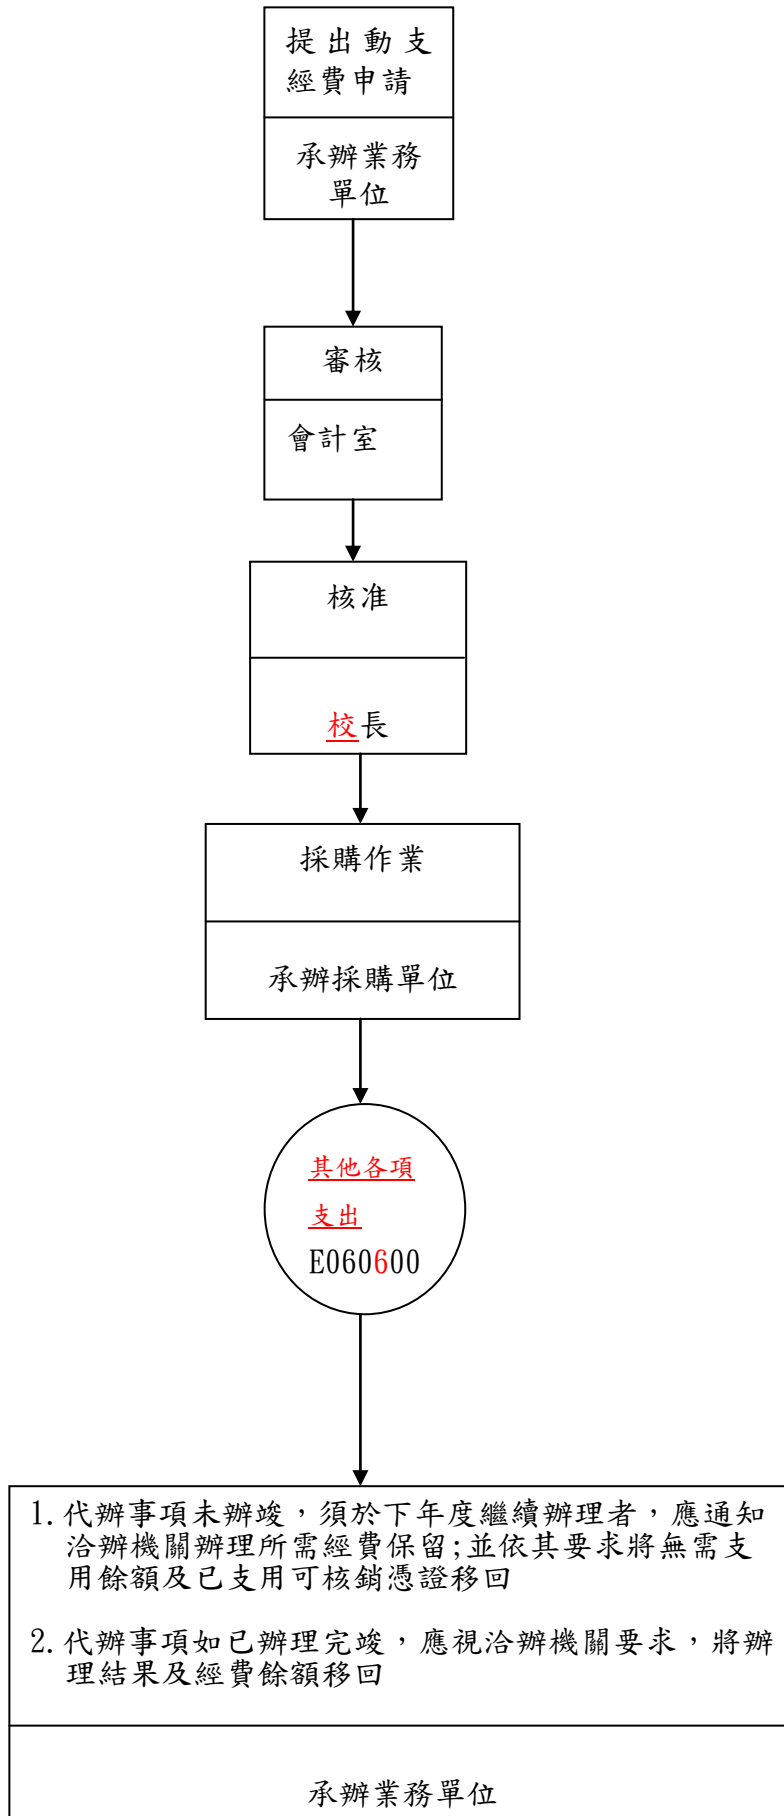 提出動支
經費申請
承辦業務
單位
審核
會計室
核准
校長
採購作業
承辦採購單位
其他各項
支出
E060600
1.代辦事項未辦竣，須於下年度繼續辦理者，應通知
洽辦機關辦理所需經費保留;並依其要求將無需支
用餘額及已支用可核銷憑證移回
2.代辦事項如已辦理完竣，應視洽辦機關要求，將辦
理結果及經費餘額移回
承辦業務單位